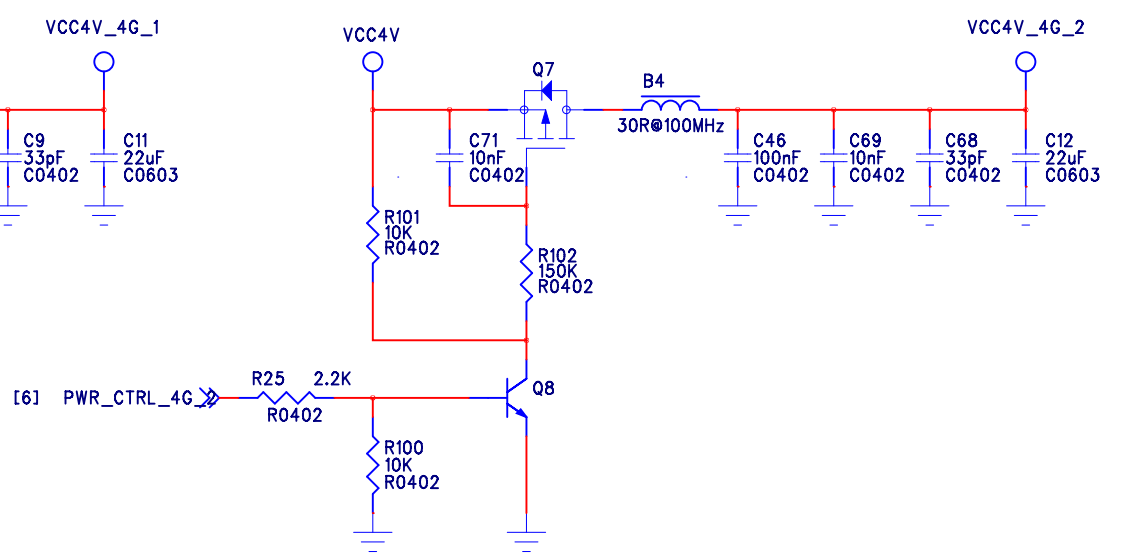 VCC4V_4G_1
VCC4V
VCC4V_4G_2
Q7
B4
30R@100MHz
C9
33pF
C0402
C11
22uF
C0603
C71
10nF
C0402
C46
100nF
C0402
C69
10nF
C0402
C68
33pF
C0402
C12
22uF
C0603
R101
10K
R0402
R102
150K
R0402
[6] PWR_CTRL_4G_2
R25 2.2K
R0402
Q8
R100
10K
R0402